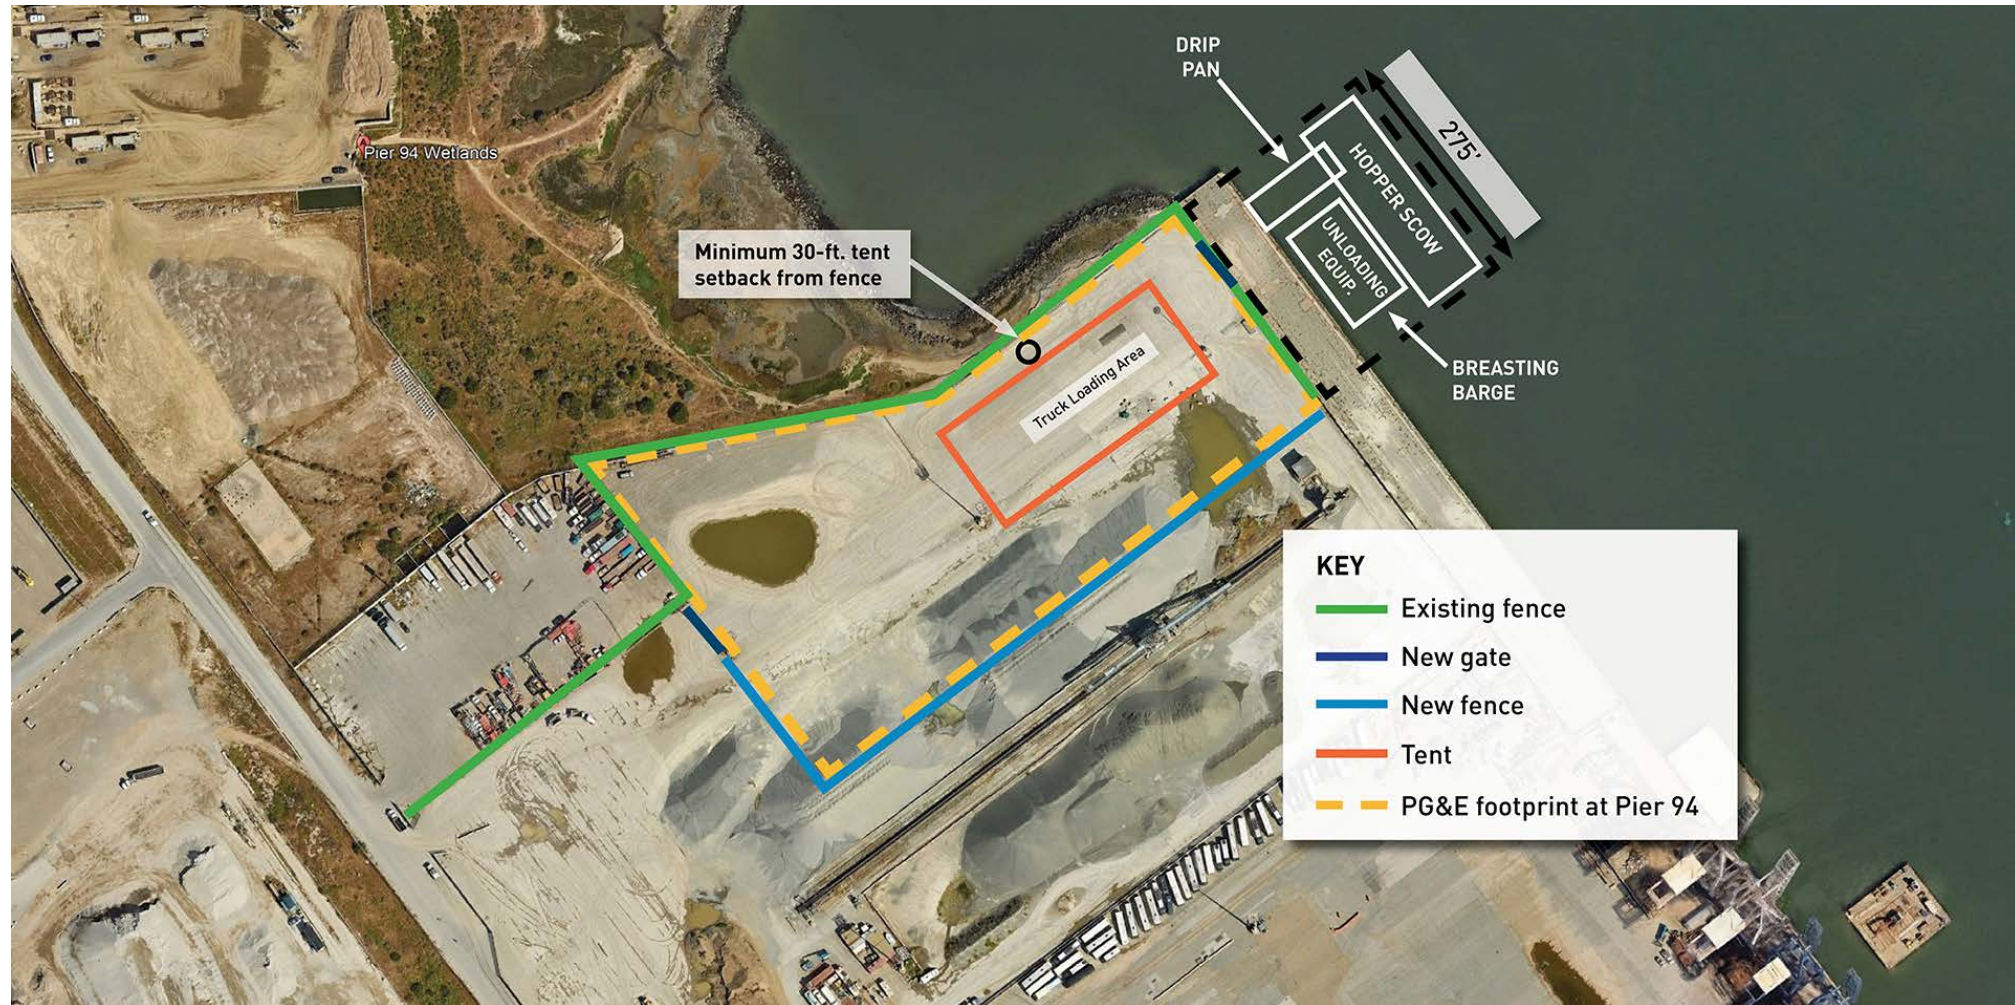 DRIP
PAN
275'
HOPPER SCOW
Pier 94 Wetlands
UNLOADING
EQUIP.
Minimum 30-ft. tent
setback from fence
Truck Loading Area
BREASTING
BARGE
KEY
Existing fence
New gate
New fence
Tent
PG&E footprint at Pier 94